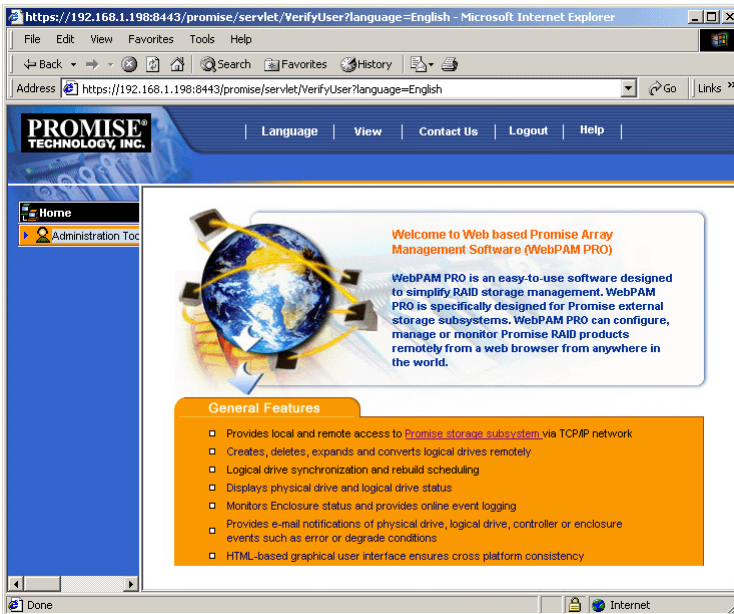 https://192.168.1.198:8443/promise/servlet/VerifyUser?language=English - Microsoft Internet Explorer
File Edit View Favorites Tools Help
Back Search Favorites History
Address https://192.168.1.198:8443/promise/servlet/VerifyUser?language=English Go Links »
PROMISE®
TECHNOLOGY, INC.
| Language | View | Contact Us | Logout | Help |
Home
Administration Too
Welcome to Web based Promise Array
Management Software (WebPAM PRO)
WebPAM PRO is an easy-to-use software designed
to simplify RAID storage management. WebPAM
PRO is specifically designed for Promise external
storage subsystems. WebPAM PRO can configure,
manage or monitor Promise RAID products
remotely from a web browser from anywhere in
the world.
General Features
Provides local and remote access to Promise storage subsystem via TCP/IP network
Creates, deletes, expands and converts logical drives remotely
Logical drive synchronization and rebuild scheduling
Displays physical drive and logical drive status
Monitors Enclosure status and provides online event logging
Provides e-mail notifications of physical drive, logical drive, controller or enclosure
events such as error or degrade conditions
HTML-based graphical user interface ensures cross platform consistency
Done Internet